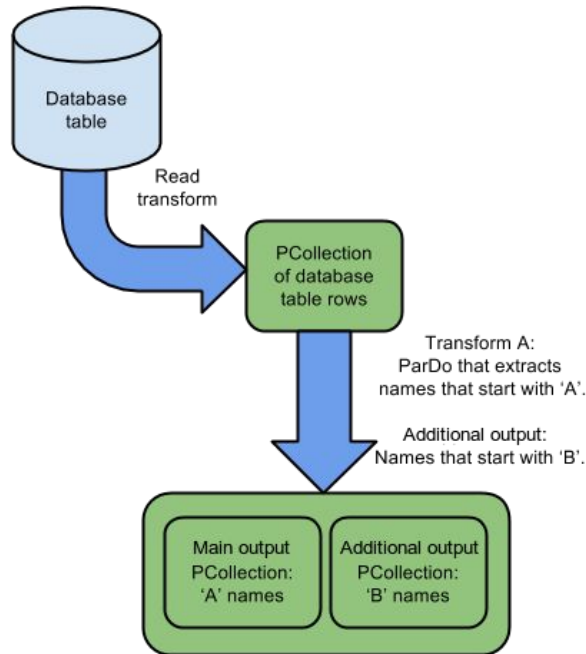 Database
table
Read
transform
PCollection
of database
table rows
Transform A:
ParDo that extracts
names that start with ‘A’.
Additional output:
Names that start with ‘B’.
Main output
PCollection:
‘A’ names
Additional output
PCollection:
‘B’ names